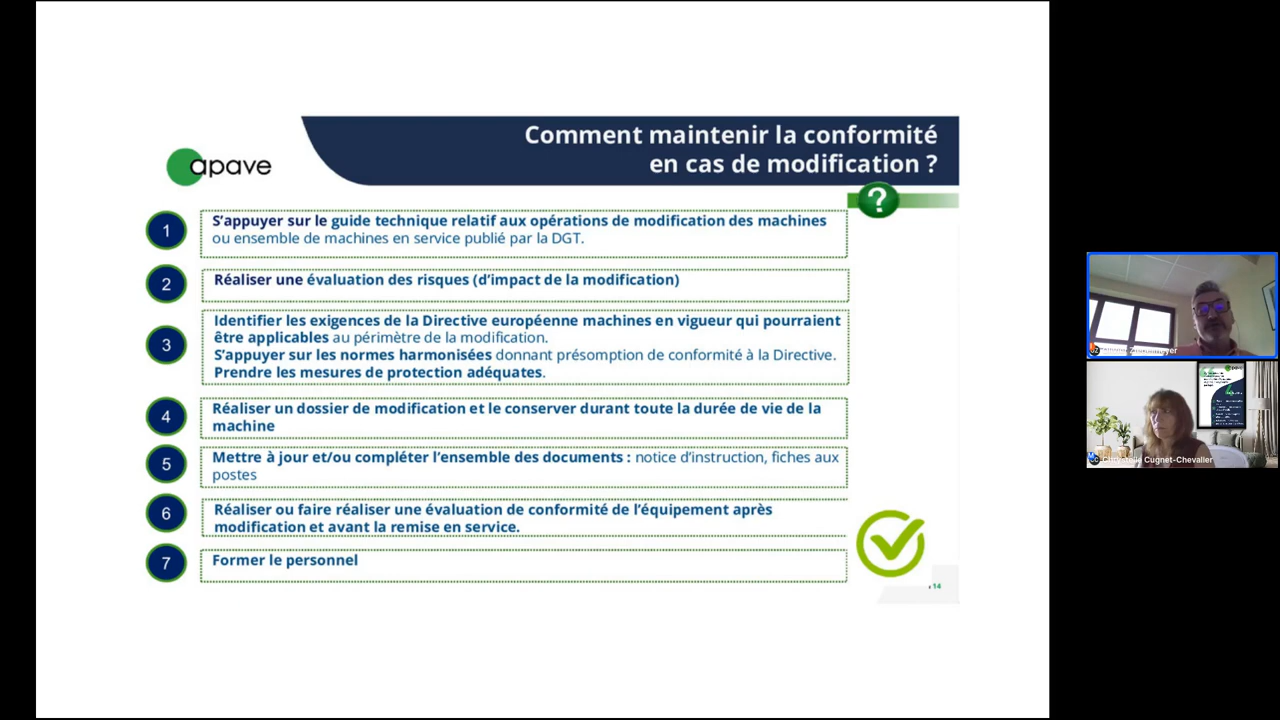 Comment maintenir la conformité
en cas de modification ?
apave
?
1
S’appuyer sur le guide technique relatif aux opérations de modification des machines
ou ensemble de machines en service publié par la DGT.
2
Réaliser une évaluation des risques (d’impact de la modification)
3
Identifier les exigences de la Directive européenne machines en vigueur qui pourraient
être applicables au périmètre de la modification.
S’appuyer sur les normes harmonisées donnant présomption de conformité à la Directive.
Prendre les mesures de protection adéquates.
4
Réaliser un dossier de modification et le conserver durant toute la durée de vie de la
machine
5
Mettre à jour et/ou compléter l’ensemble des documents : notice d’instruction, fiches aux
postes
6
Réaliser ou faire réaliser une évaluation de conformité de l’équipement après
modification et avant la remise en service.
7
Former le personnel
14
Christelle Cugnet-Chevallier